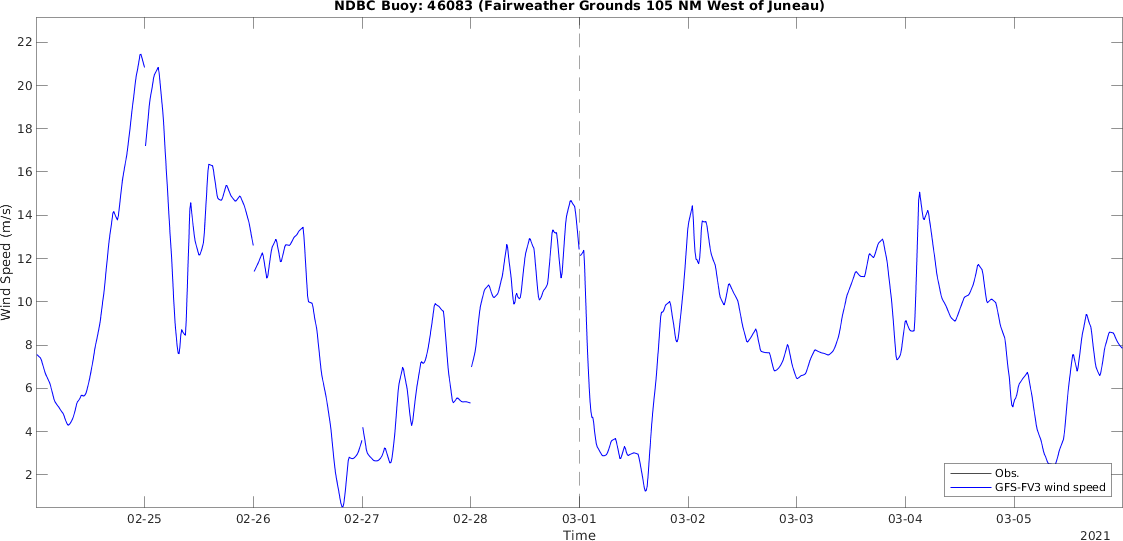 NDBC Buoy: 46083 (Fairweather Grounds 105 NM West of Juneau)
22
20
18
16
14
12
10
8
6
4
2
Wind Speed (m/s)
Obs.
GFS-FV3 wind speed
02-25 02-26 02-27 02-28 03-01 03-02 03-03 03-04 03-05
Time
2021